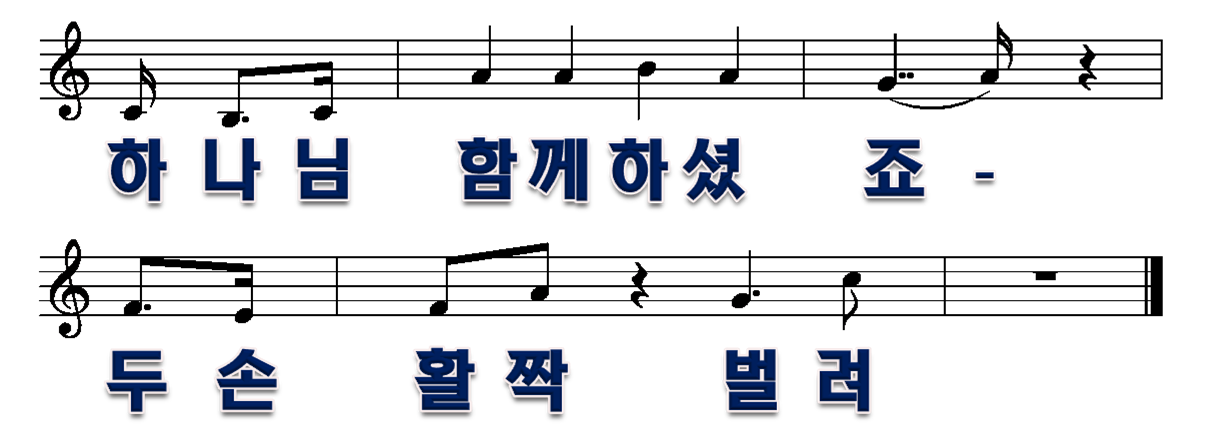 하 나 님 함 께 하 셨 죠 -
두 손 활 짝 벌 려